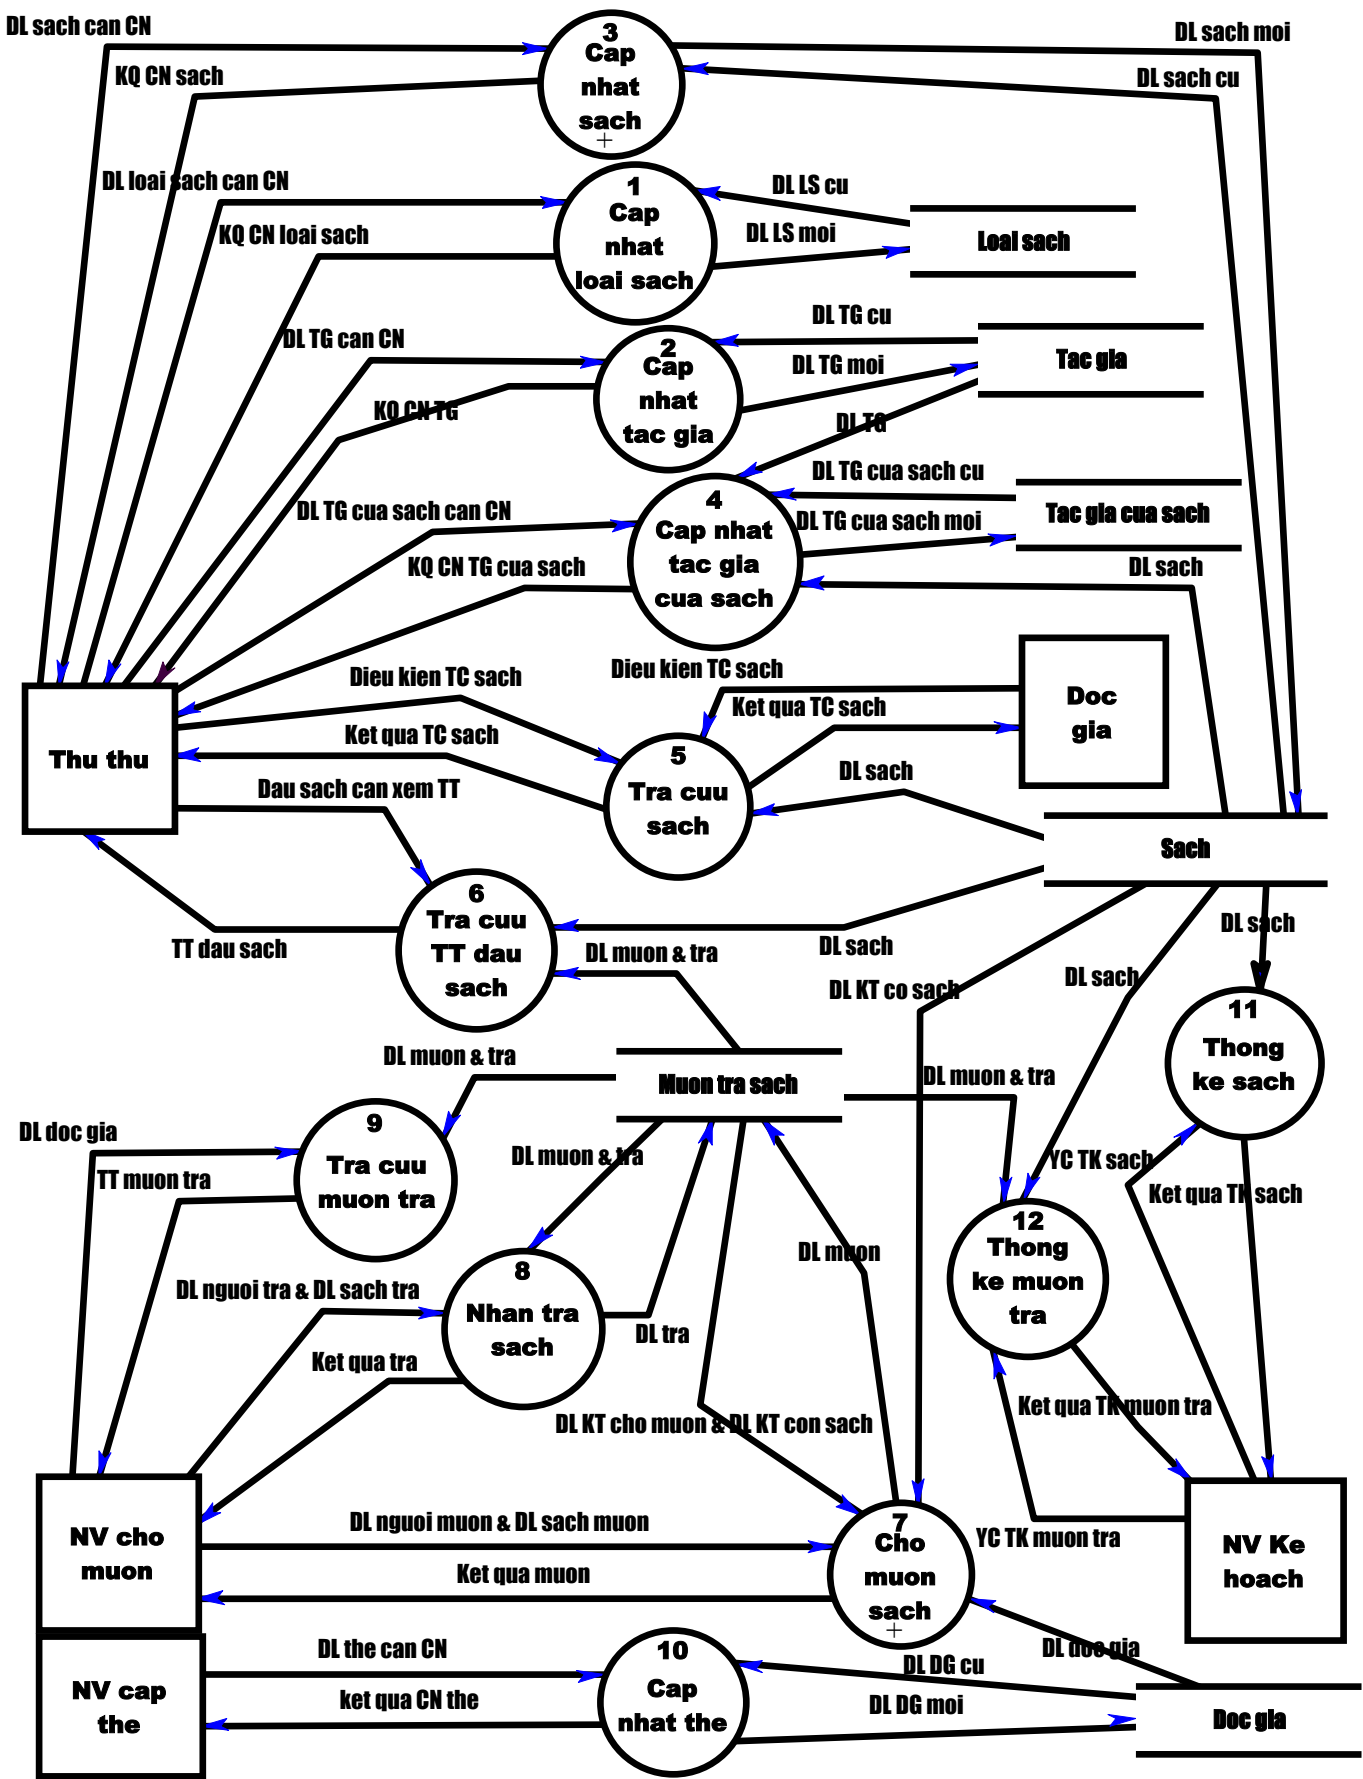 DL sach can CN
3
Cap
nhat
sach
+
DL sach moi
KQ CN sach
DL sach cu
DL loai sach can CN
1
Cap
nhat
loai sach
DL LS cu
KQ CN loai sach
DL LS moi
Loai sach
DL TG can CN
2
Cap
nhat
tac gia
DL TG cu
DL TG moi
Tac gia
KQ CN TG
DL TG
DL TG cua sach can CN
4
Cap nhat
tac gia
cua sach
DL TG cua sach cu
DL TG cua sach moi
Tac gia cua sach
KQ CN TG cua sach
DL sach
Dieu kien TC sach
Dieu kien TC sach
Doc
gia
Ket qua TC sach
Ket qua TC sach
Thu thu
5
Tra cuu
sach
DL sach
Dau sach can xem TT
Sach
6
Tra cuu
TT dau
sach
TT dau sach
DL sach
DL muon & tra
DL KT co sach
DL sach
DL sach
11
Thong
ke sach
DL muon & tra
Muon tra sach
DL muon & tra
9
Tra cuu
muon tra
DL doc gia
TT muon tra
DL muon & tra
YC TK sach
Ket qua TK sach
12
Thong
ke muon
tra
DL muon
8
Nhan tra
sach
DL nguoi tra & DL sach tra
DL tra
Ket qua tra
DL KT cho muon & DL KT con sach
Ket qua TK muon tra
NV cho
muon
DL nguoi muon & DL sach muon
7
Cho
muon
sach
+
YC TK muon tra
NV Ke
hoach
Ket qua muon
DL doc gia
NV cap
the
DL the can CN
10
Cap
nhat the
DL DG cu
ket qua CN the
DL DG moi
Doc gia